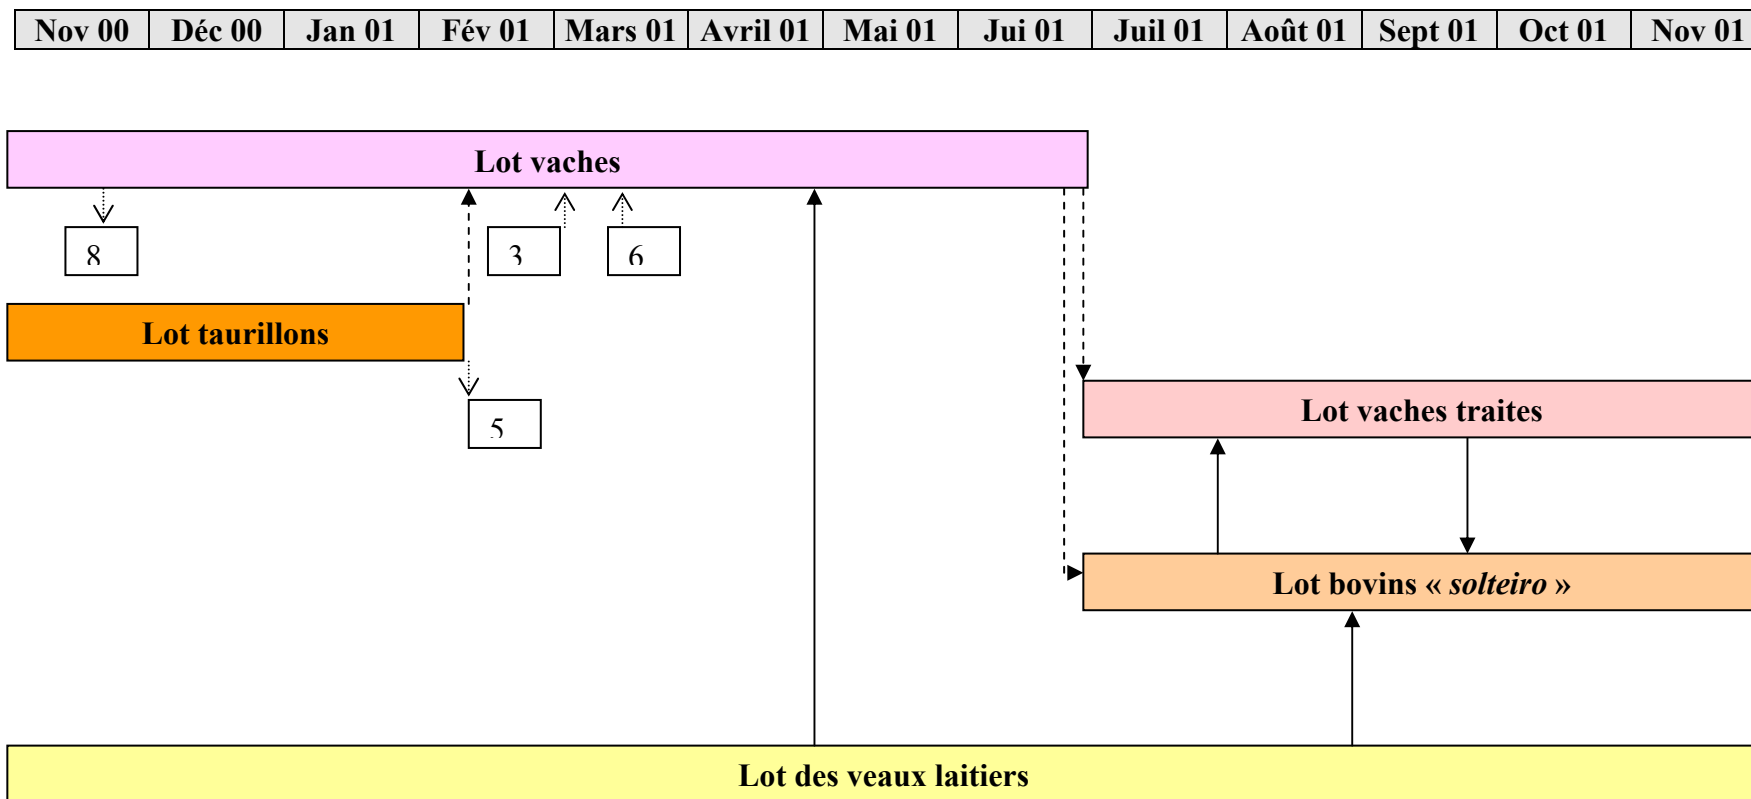 Nov 00 Déc 00 Jan 01 Fév 01 Mars 01 Avril 01 Mai 01 Jui 01 Juil 01 Août 01 Sept 01 Oct 01 Nov 01
Lot vaches
8 3 6
Lot taurillons
Lot vaches traites
5
Lot bovins « solteiro »
Lot des veaux laitiers